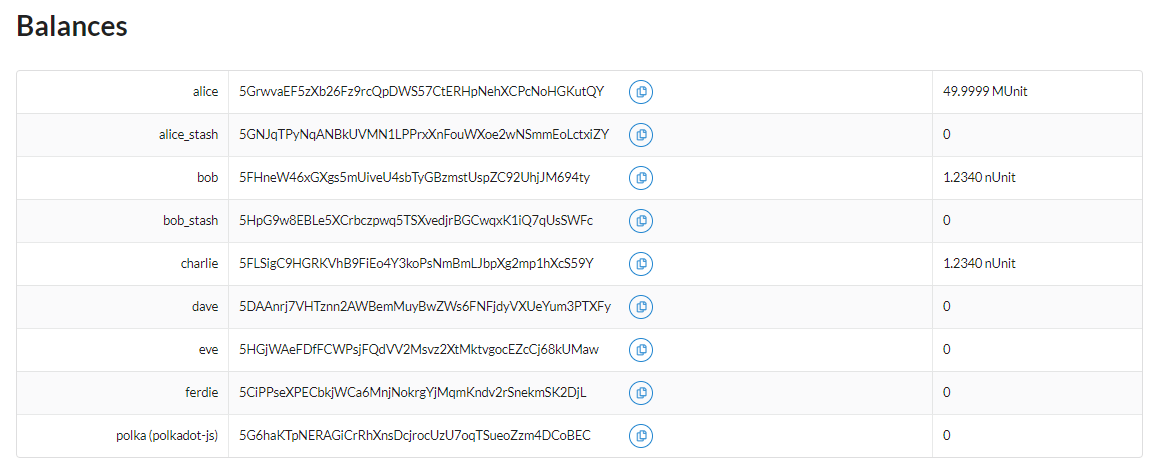 Balances
alice 5GrwvaEF5zXb26Fz9rcQpDWS57CtERHpNehXCPcNoHGKutQY 49.9999 MUnit
alice_stash 5GNJqTPyNqANBkUVMN1LPPrxXnFouWXoe2wNSmmEoLctxiZY 0
bob 5FHneW46xGXgs5mUiveU4sbTyGBzmstUspZC92UhjJM694ty 1.2340 nUnit
bob_stash 5HpG9w8EBLe5XCrbczpwq5TSXvedjrBGCwqxK1iQ7qUsSWFc 0
charlie 5FLSigC9HGRKVhB9FiEo4Y3koPsNmBmLJbpXg2mp1hXcS59Y 1.2340 nUnit
dave 5DAAnrj7VHTznn2AWBemMuyBwZWs6FNFjdyVXUeYum3PTXFy 0
eve 5HGjWAeFDfFCWPsjFQdVV2Msvz2XtMktvgocEZcCj68kUMaw 0
ferdie 5CiPPseXPECbkjWCa6MnjNokrgYjMqmKndv2rSnekmSK2DjL 0
polka (polkadot-js) 5G6haKTpNERAGiCrRhXnsDcjrocUzU7oqTSueoZzm4DCoBEC 0